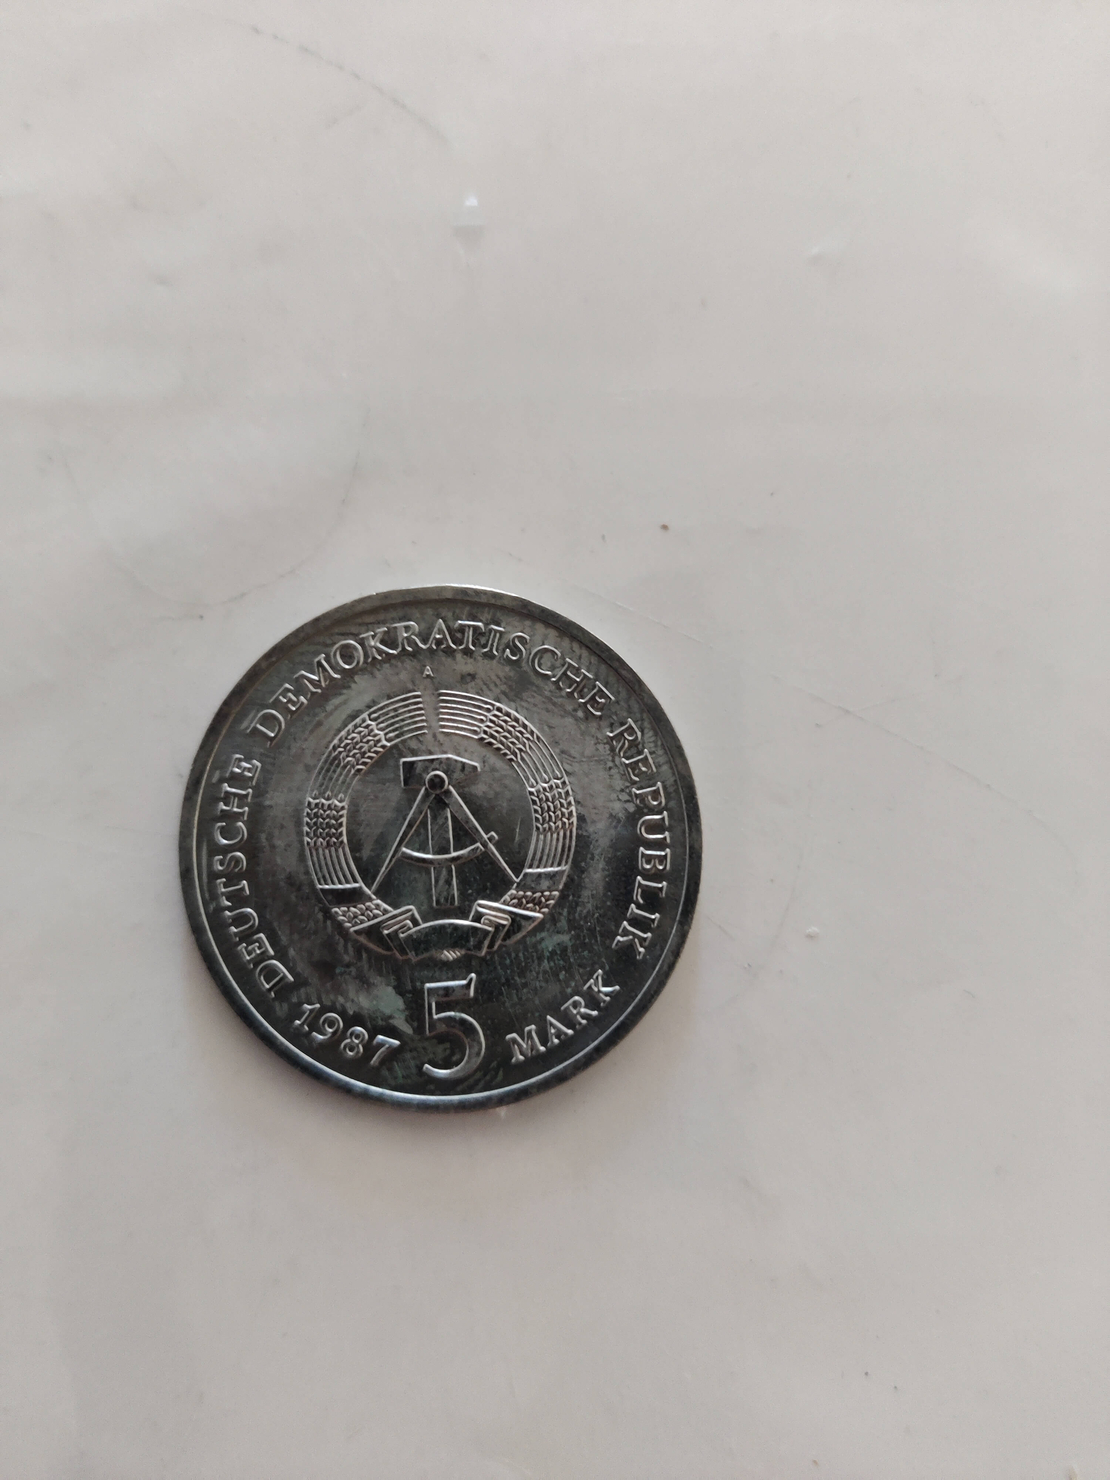 DEUTSCHE DEMOKRATISCHE REPUBLIK
A
1987 5 MARK